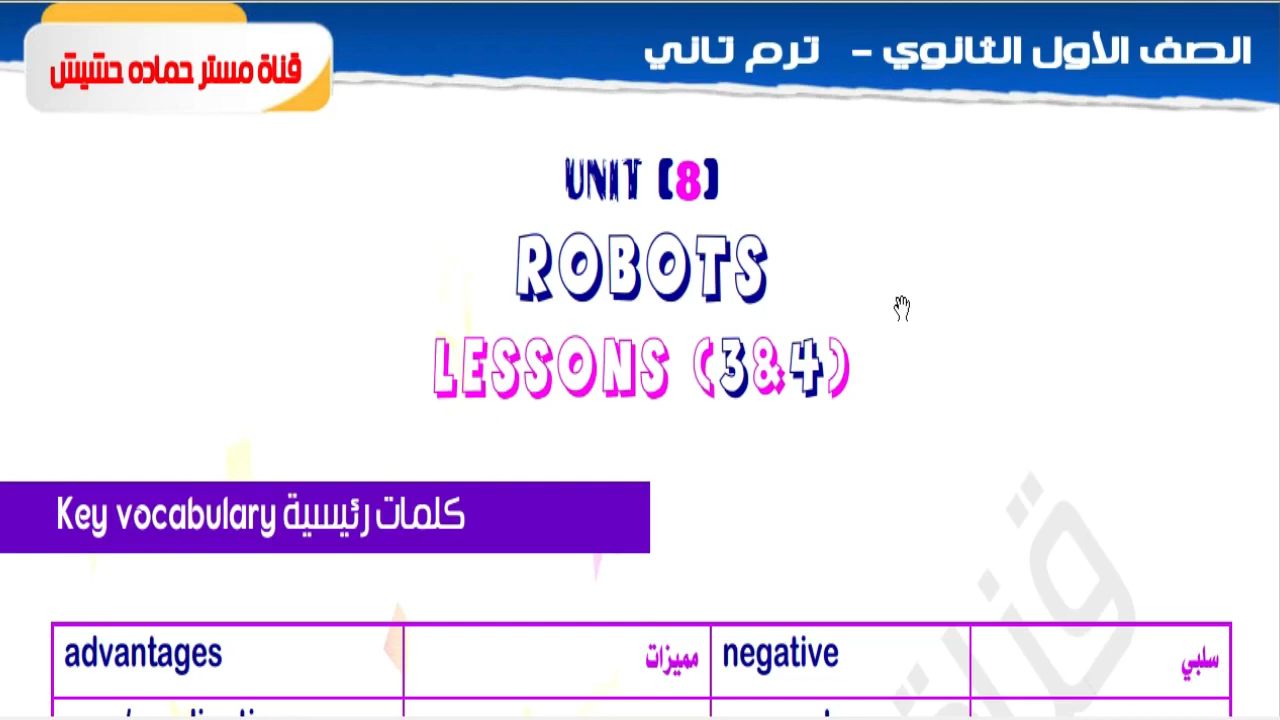 الصف الأول الثانوي - ترم تاني
قناة مستر حماده حشيش
UNIT (8)
ROBOTS
LESSONS (3&4)
Key vocabulary كلمات رئيسية
advantages مميزات negative سلبي